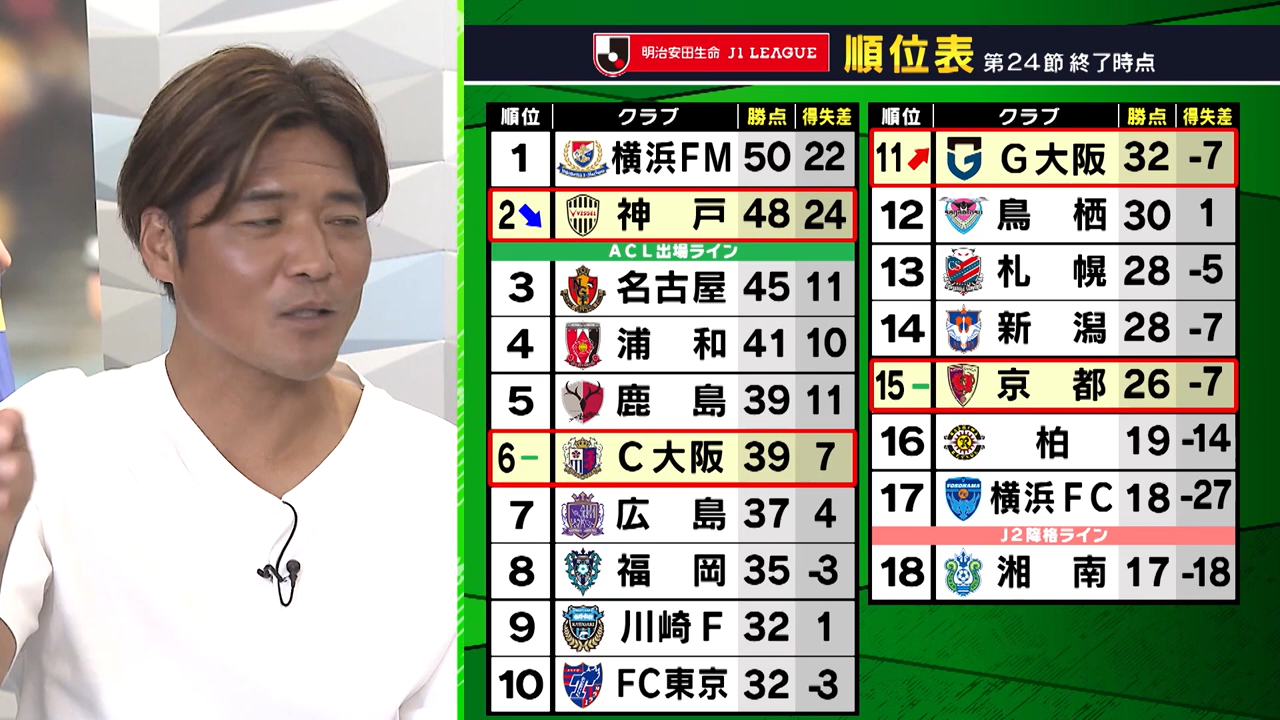 明治安田生命 J1 LEAGUE 順位表 第24節 終了時点
順位 クラブ 勝点 得失差
1 横浜FM 50 22
2 神戸 48 24
ACL出場ライン
3 名古屋 45 11
4 浦和 41 10
5 鹿島 39 11
6 C大阪 39 7
7 広島 37 4
8 福岡 35 -3
9 川崎F 32 1
10 FC東京 32 -3
順位 クラブ 勝点 得失差
11 G大阪 32 -7
12 鳥栖 30 1
13 札幌 28 -5
14 新潟 28 -7
15 京都 26 -7
16 柏 19 -14
17 横浜FC 18 -27
J2降格ライン
18 湘南 17 -18